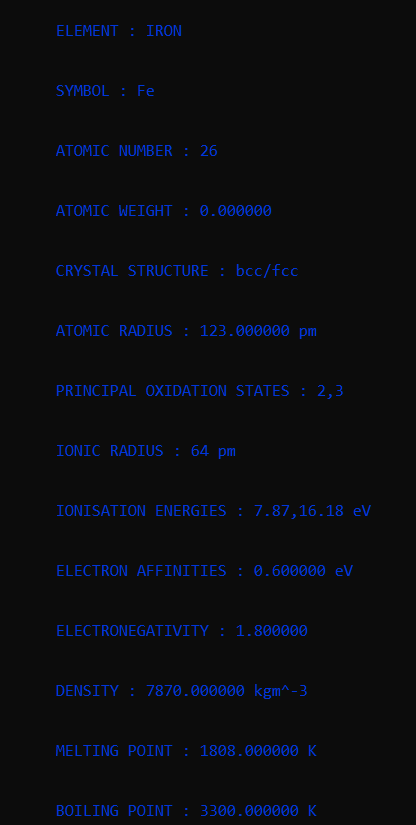 ELEMENT : IRON
SYMBOL : Fe
ATOMIC NUMBER : 26
ATOMIC WEIGHT : 0.000000
CRYSTAL STRUCTURE : bcc/fcc
ATOMIC RADIUS : 123.000000 pm
PRINCIPAL OXIDATION STATES : 2,3
IONIC RADIUS : 64 pm
IONISATION ENERGIES : 7.87,16.18 eV
ELECTRON AFFINITIES : 0.600000 eV
ELECTRONEGATIVITY : 1.800000
DENSITY : 7870.000000 kgm^-3
MELTING POINT : 1808.000000 K
BOILING POINT : 3300.000000 K